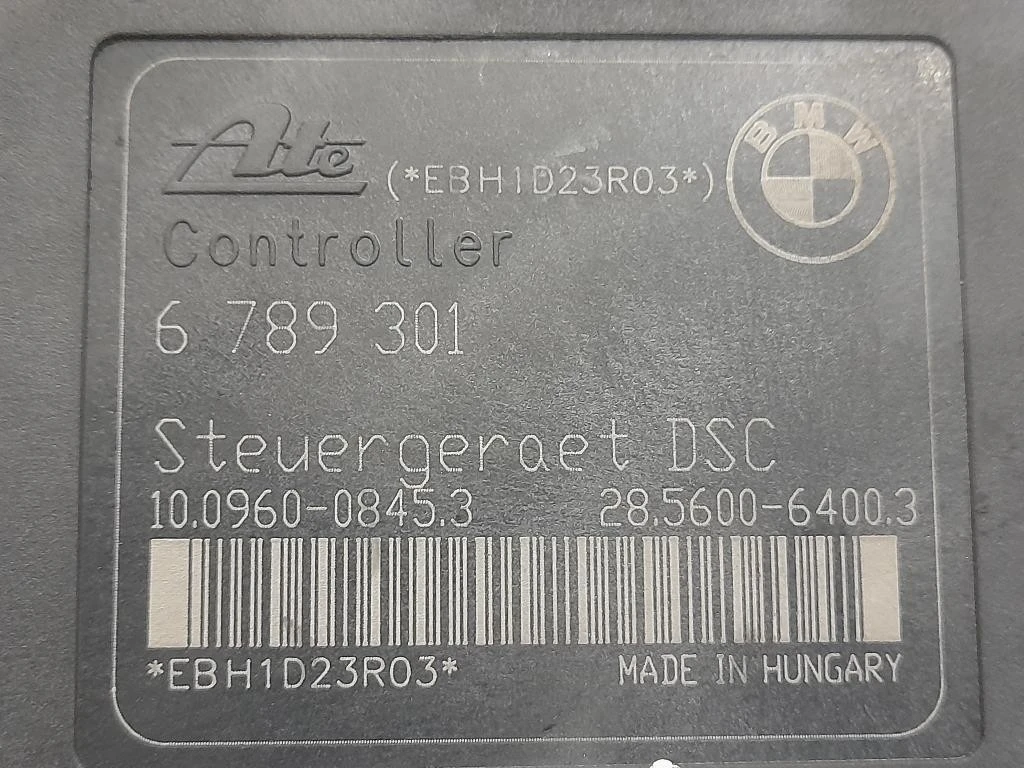 Ate (*EBH1D23R03*) BMW
Controller
6 789 301
Steuergeraet DSC
10.0960-0845.3 28.5600-6400.3
*EBH1D23R03* MADE IN HUNGARY